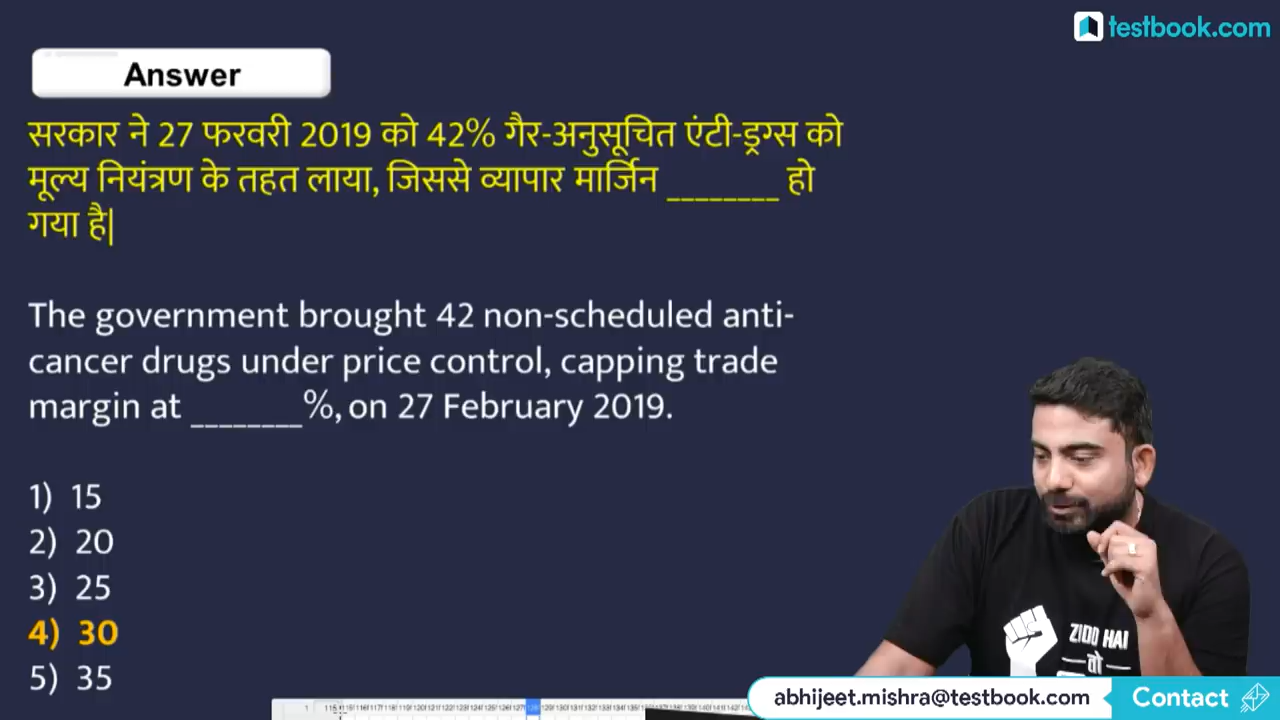 testbook.com
Answer
सरकार ने 27 फरवरी 2019 को 42% गैर-अनुसूचित एंटी-ड्रग्स को
मूल्य नियंत्रण के तहत लाया, जिससे व्यापार मार्जिन ________ हो
गया है|
The government brought 42 non-scheduled anti-
cancer drugs under price control, capping trade
margin at ________%, on 27 February 2019.
1) 15
2) 20
3) 25
4) 30
5) 35
ZIDD HAI
तो
abhijeet.mishra@testbook.com
Contact